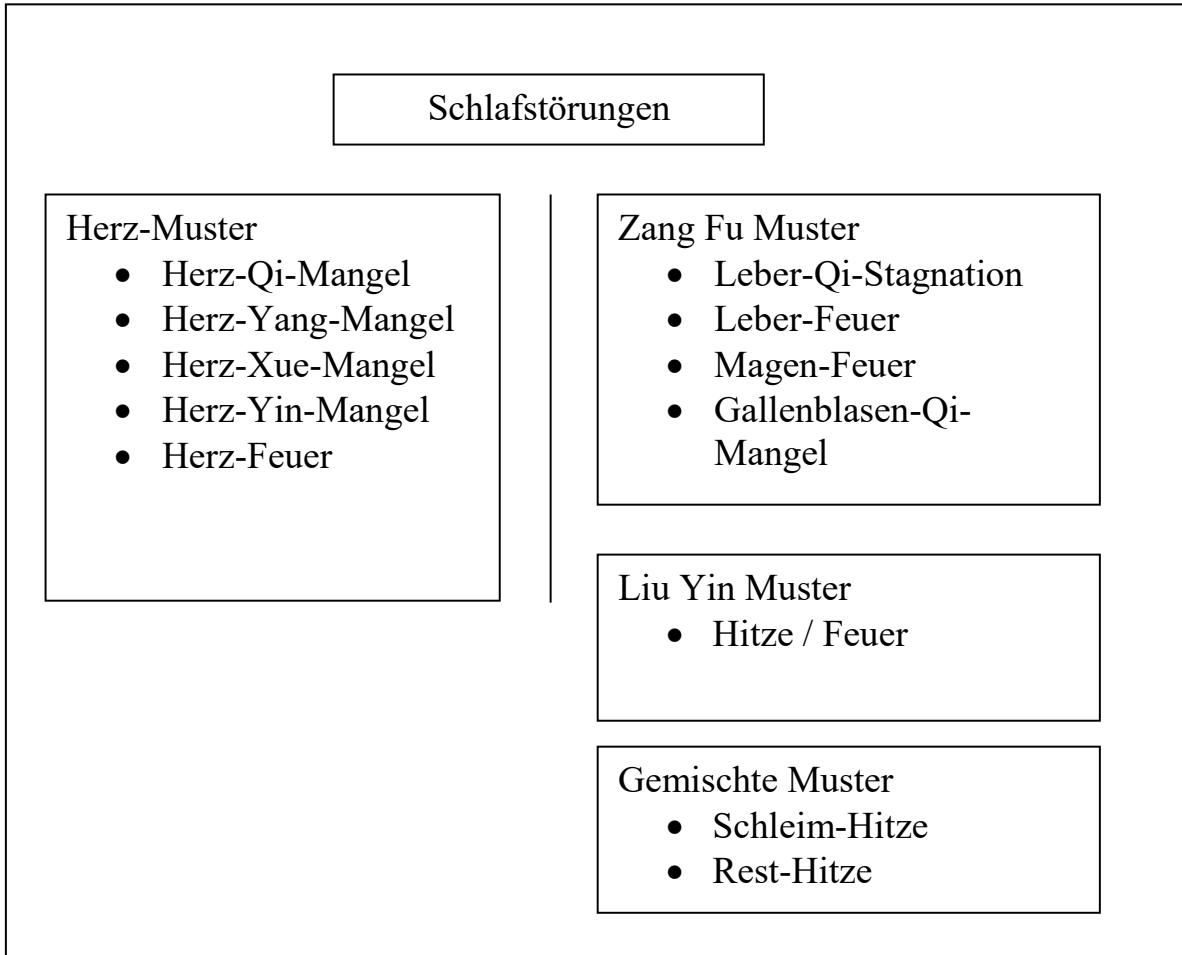 Schlafstörungen
Herz-Muster
• Herz-Qi-Mangel
• Herz-Yang-Mangel
• Herz-Xue-Mangel
• Herz-Yin-Mangel
• Herz-Feuer
Zang Fu Muster
• Leber-Qi-Stagnation
• Leber-Feuer
• Magen-Feuer
• Gallenblasen-Qi-
Mangel
Liu Yin Muster
• Hitze / Feuer
Gemischte Muster
• Schleim-Hitze
• Rest-Hitze